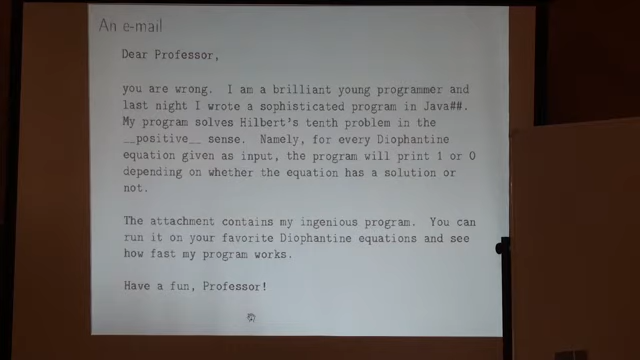 An e-mail
Dear Professor,
you are wrong. I am a brilliant young programmer and
last night I wrote a sophisticated program in Java##.
My program solves Hilbert's tenth problem in the
__positive__ sense. Namely, for every Diophantine
equation given as input, the program will print 1 or 0
depending on whether the equation has a solution or
not.
The attachment contains my ingenious program. You can
run it on your favorite Diophantine equations and see
how fast my program works.
Have a fun, Professor!